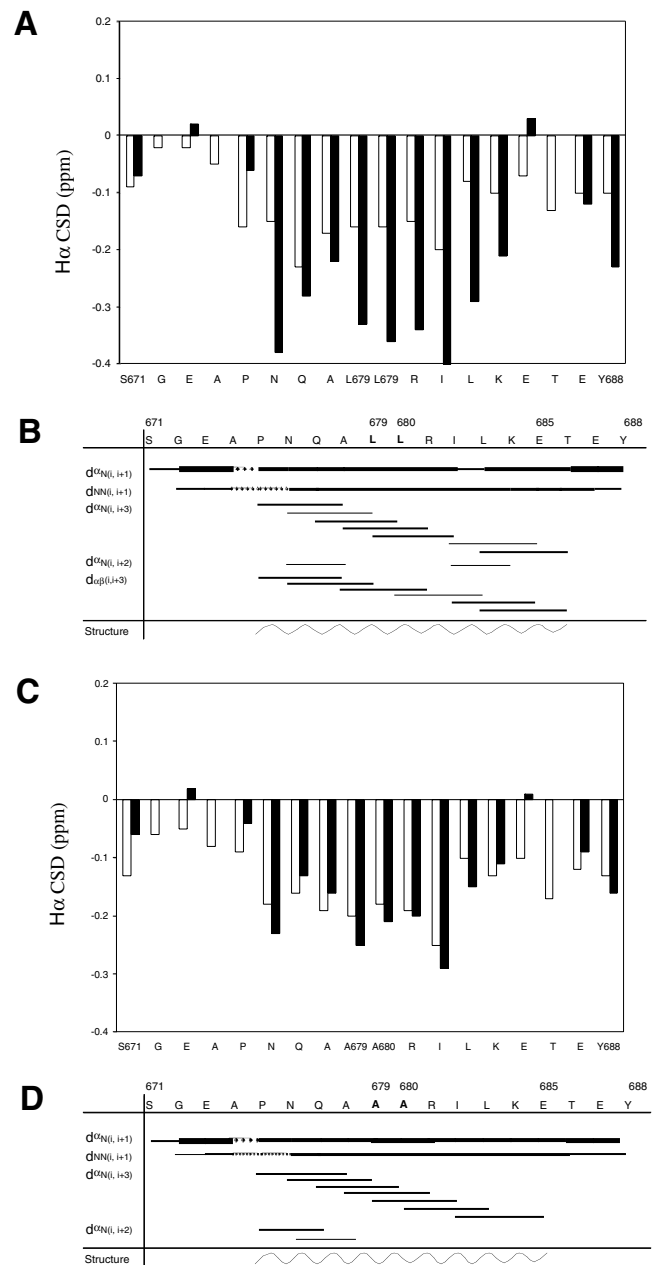 A
0.2
0.1
0
-0.1
-0.2
-0.3
-0.4
Hα CSD (ppm)
S671 G E A P N Q A L679 L679 R I L K E T E Y688
B
671 679 680 685 688
S G E A P N Q A L L R I L K E T E Y
dαN(i, i+1)
dNN(i, i+1)
dαN(i, i+3)
dαN(i, i+2)
dαβ(i,i+3)
Structure
C
0.2
0.1
0
-0.1
-0.2
-0.3
-0.4
Hα CSD (ppm)
S671 G E A P N Q A A679 A680 R I L K E T E Y688
D
671 679 680 685 688
S G E A P N Q A A A R I L K E T E Y
dαN(i, i+1)
dNN(i, i+1)
dαN(i, i+3)
dαN(i, i+2)
Structure